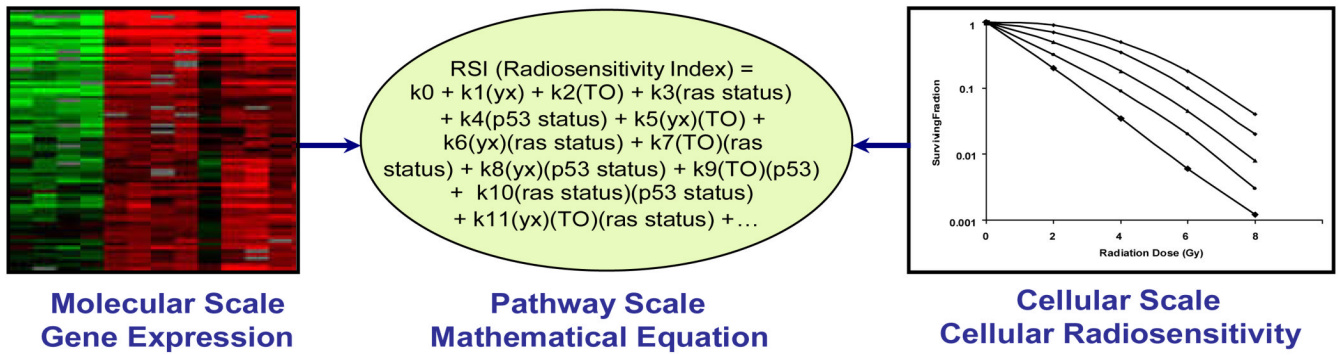 RSI (Radiosensitivity Index) =
k0 + k1(yx) + k2(TO) + k3(ras status)
+ k4(p53 status) + k5(yx)(TO) +
k6(yx)(ras status) + k7(TO)(ras
status) + k8(yx)(p53 status) + k9(TO)(p53)
+ k10(ras status)(p53 status)
+ k11(yx)(TO)(ras status) +...
1
0.1
0.01
0.001
SurvivingFradion
0
2
4
6
8
Radiation Dose (Gy)
Molecular Scale
Gene Expression
Pathway Scale
Mathematical Equation
Cellular Scale
Cellular Radiosensitivity